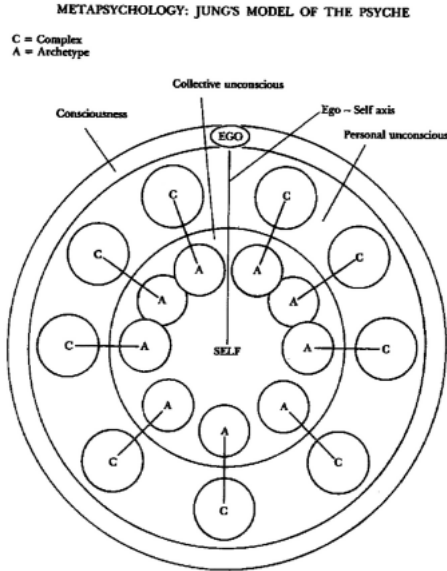 METAPSYCHOLOGY: JUNG'S MODEL OF THE PSYCHE
C = Complex
A = Archetype
Collective unconscious
Consciousness
Ego – Self axis
EGO
Personal unconscious
C
C
C
A
A
C
A
A
C
A
SELF
A
C
A
A
A
C
C
C